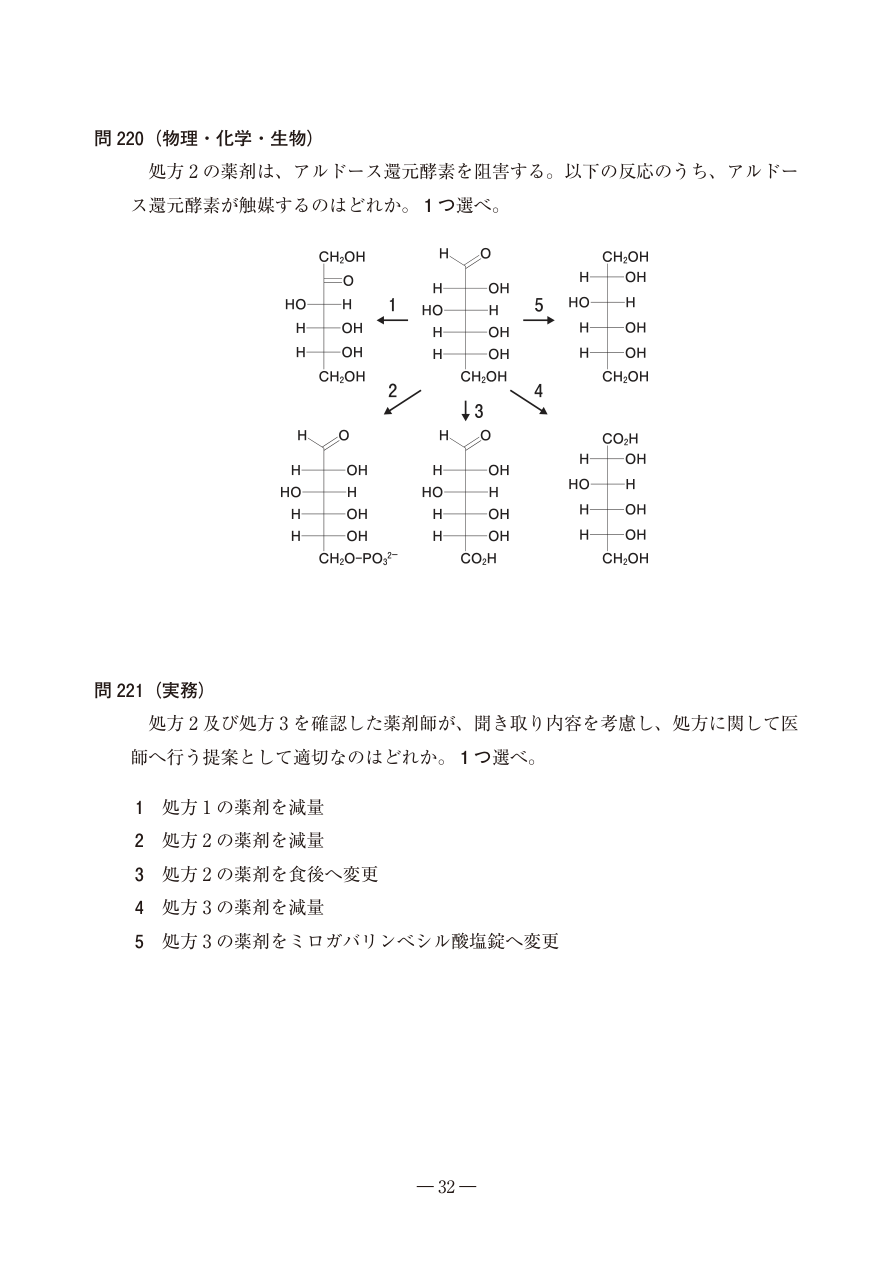 問 220（物理・化学・生物）
処方２の薬剤は、アルドース還元酵素を阻害する。以下の反応のうち、アルドー
ス還元酵素が触媒するのはどれか。１つ選べ。
CH₂OH
O
HO H
H OH
H OH
CH₂OH
1
H O
H OH
HO H
H OH
H OH
CH₂OH
5
CH₂OH
H OH
HO H
H OH
H OH
CH₂OH
2
3
4
H O
H OH
HO H
H OH
H OH
CH₂O−PO₃²⁻
H O
H OH
HO H
H OH
H OH
CO₂H
CO₂H
H OH
HO H
H OH
H OH
CH₂OH
問 221（実務）
処方２及び処方３を確認した薬剤師が、聞き取り内容を考慮し、処方に関して医
師へ行う提案として適切なのはどれか。１つ選べ。
1 処方１の薬剤を減量
2 処方２の薬剤を減量
3 処方２の薬剤を食後へ変更
4 処方３の薬剤を減量
5 処方３の薬剤をミロガバリンベシル酸塩錠へ変更
— 32 —